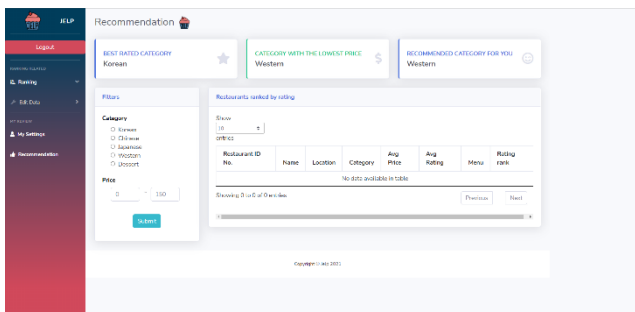 JELP
Recommendation
Logout
Ranking
Edit Data
My Settings
Recommendation
BEST RATED CATEGORY
Korean
CATEGORY WITH THE LOWEST PRICE
Western
$
RECOMMENDED CATEGORY FOR YOU
Western
Filters
Category
Korean
Chinese
Japanese
Western
Dessert
Price
0 ~ 160
Submit
Restaurants ranked by rating
Show
10
entries
Restaurant ID No. Name Location Category Avg Price Avg Rating Menu Rating rank
No data available in table
Showing 0 to 0 of 0 entries
Previous Next
Copyright © Jelp 2021